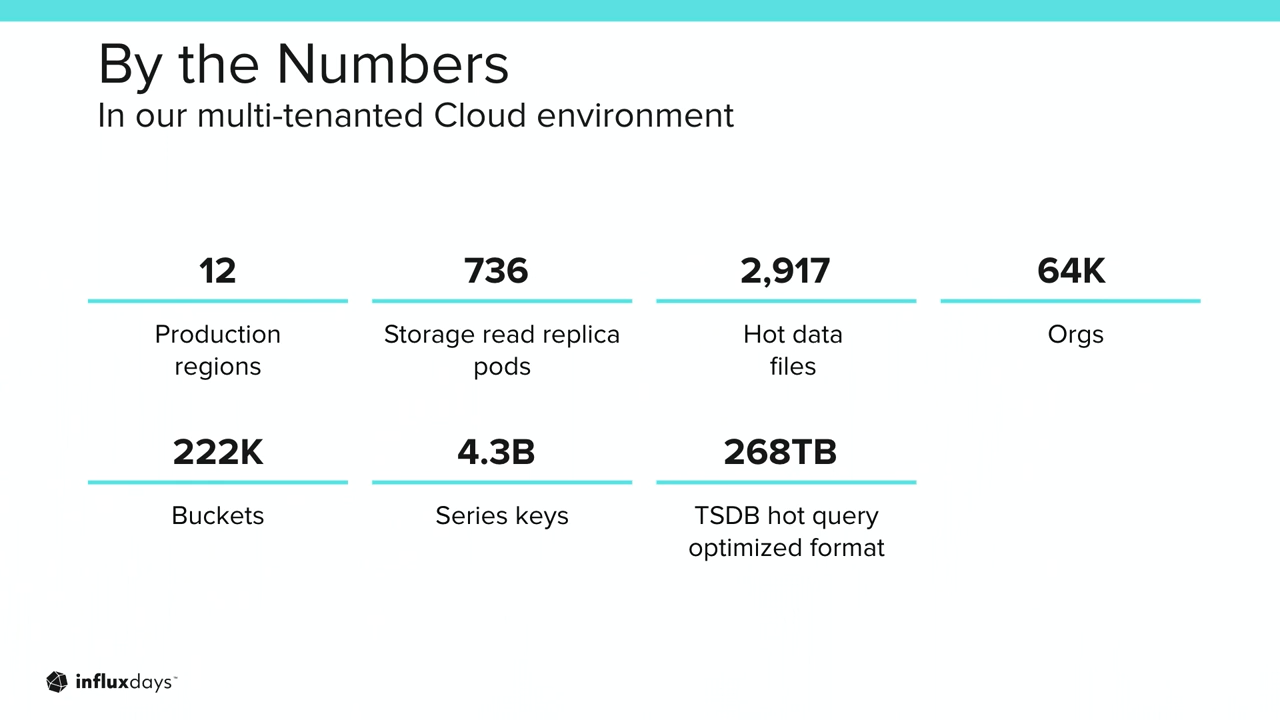 By the Numbers
In our multi-tenanted Cloud environment
12
Production
regions
736
Storage read replica
pods
2,917
Hot data
files
64K
Orgs
222K
Buckets
4.3B
Series keys
268TB
TSDB hot query
optimized format
influxdays™